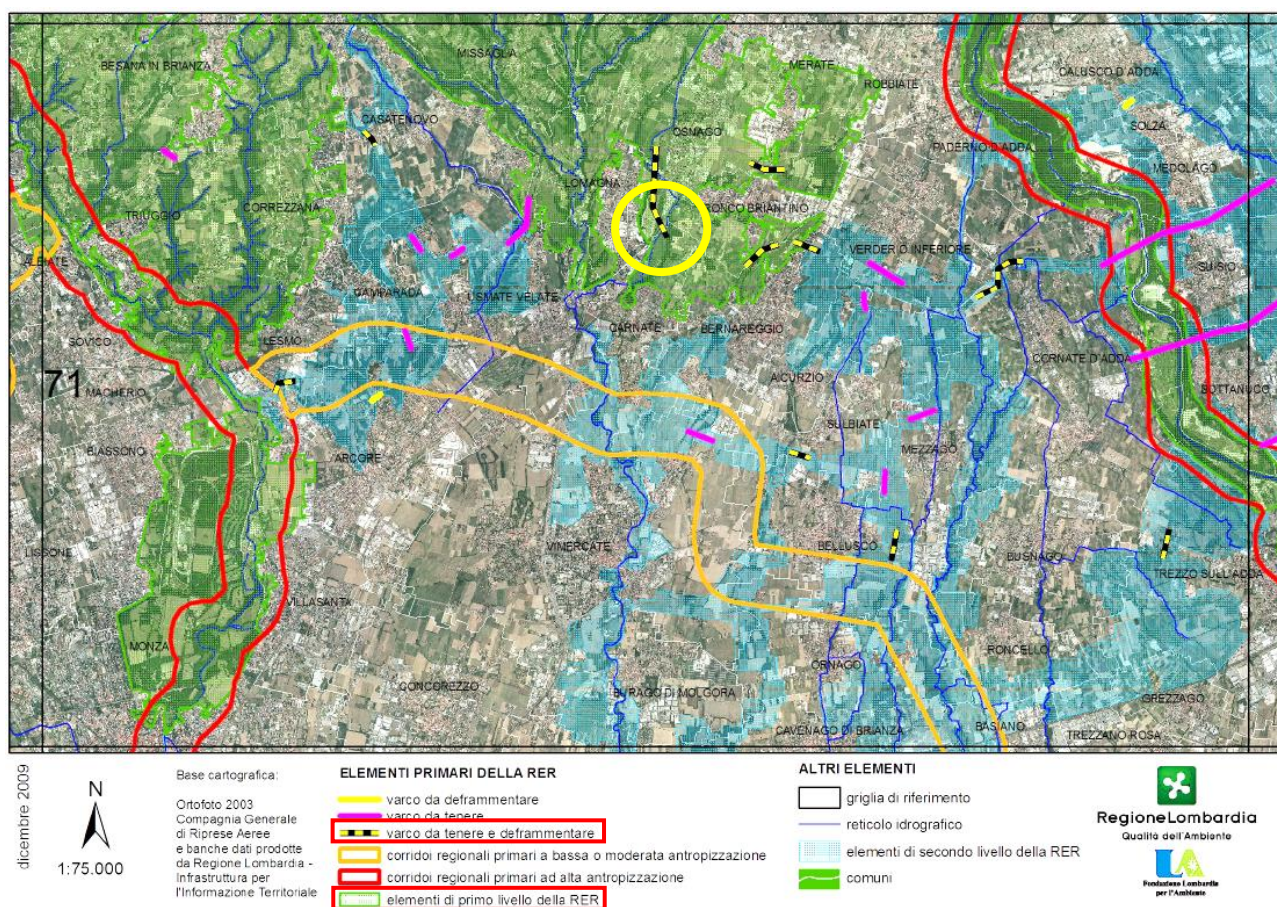 BESANA IN BRIANZA
MISSAGLIA
MERATE
ROBBIATE
CALUSCO D'ADDA
CASATENOVO
OSNAGO
SOLZA
PADERNO D'ADDA
MEDOLAGO
LOMAGNA
CORREZZANA
TRIUGGIO
RONCO BRIANTINO
VERDERIO INFERIORE
ALBIATE
SUISIO
CAMPARADA
USMATE VELATE
CARNATE
BERNAREGGIO
SOVICO
LESMO
CORNATE D'ADDA
71
MACHERIO
AICURZIO
BOTTANUCO
SULBIATE
BIASSONO
ARCORE
MEZZAGO
LISSONE
VIMERCATE
BELLUSCO
BUSNAGO
TREZZO SULL'ADDA
VILLASANTA
MONZA
RONCELLO
ORNAGO
CONCOREZZO
BURAGO DI MOLGORA
GREZZAGO
CAVENAGO DI BRIANZA
BASIANO
TREZZANO ROSA
dicembre 2009
N
1:75.000
Base cartografica:
Ortofoto 2003
Compagnia Generale
di Riprese Aeree
e banche dati prodotte
da Regione Lombardia -
Infrastruttura per
l'Informazione Territoriale
ELEMENTI PRIMARI DELLA RER
varco da deframmentare
varco da tenere
varco da tenere e deframmentare
corridoi regionali primari a bassa o moderata antropizzazione
corridoi regionali primari ad alta antropizzazione
elementi di primo livello della RER
ALTRI ELEMENTI
griglia di riferimento
reticolo idrografico
elementi di secondo livello della RER
comuni
RegioneLombardia
Qualità dell'Ambiente
Fondazione Lombardia
per l'Ambiente